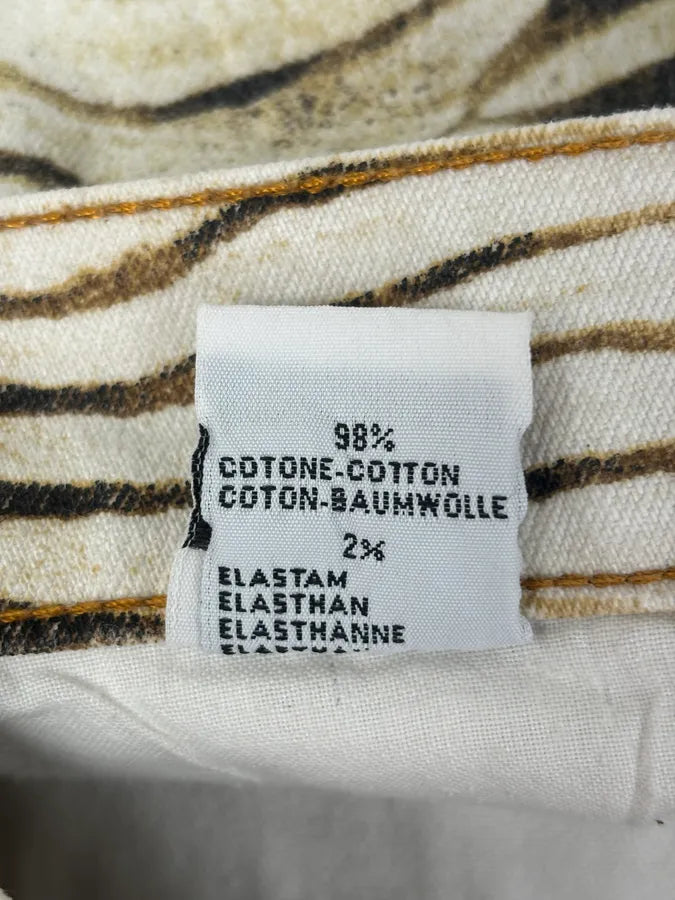 98%
COTONE-COTTON
COTON-BAUMWOLLE
2%
ELASTAM
ELASTHAN
ELASTHANNE